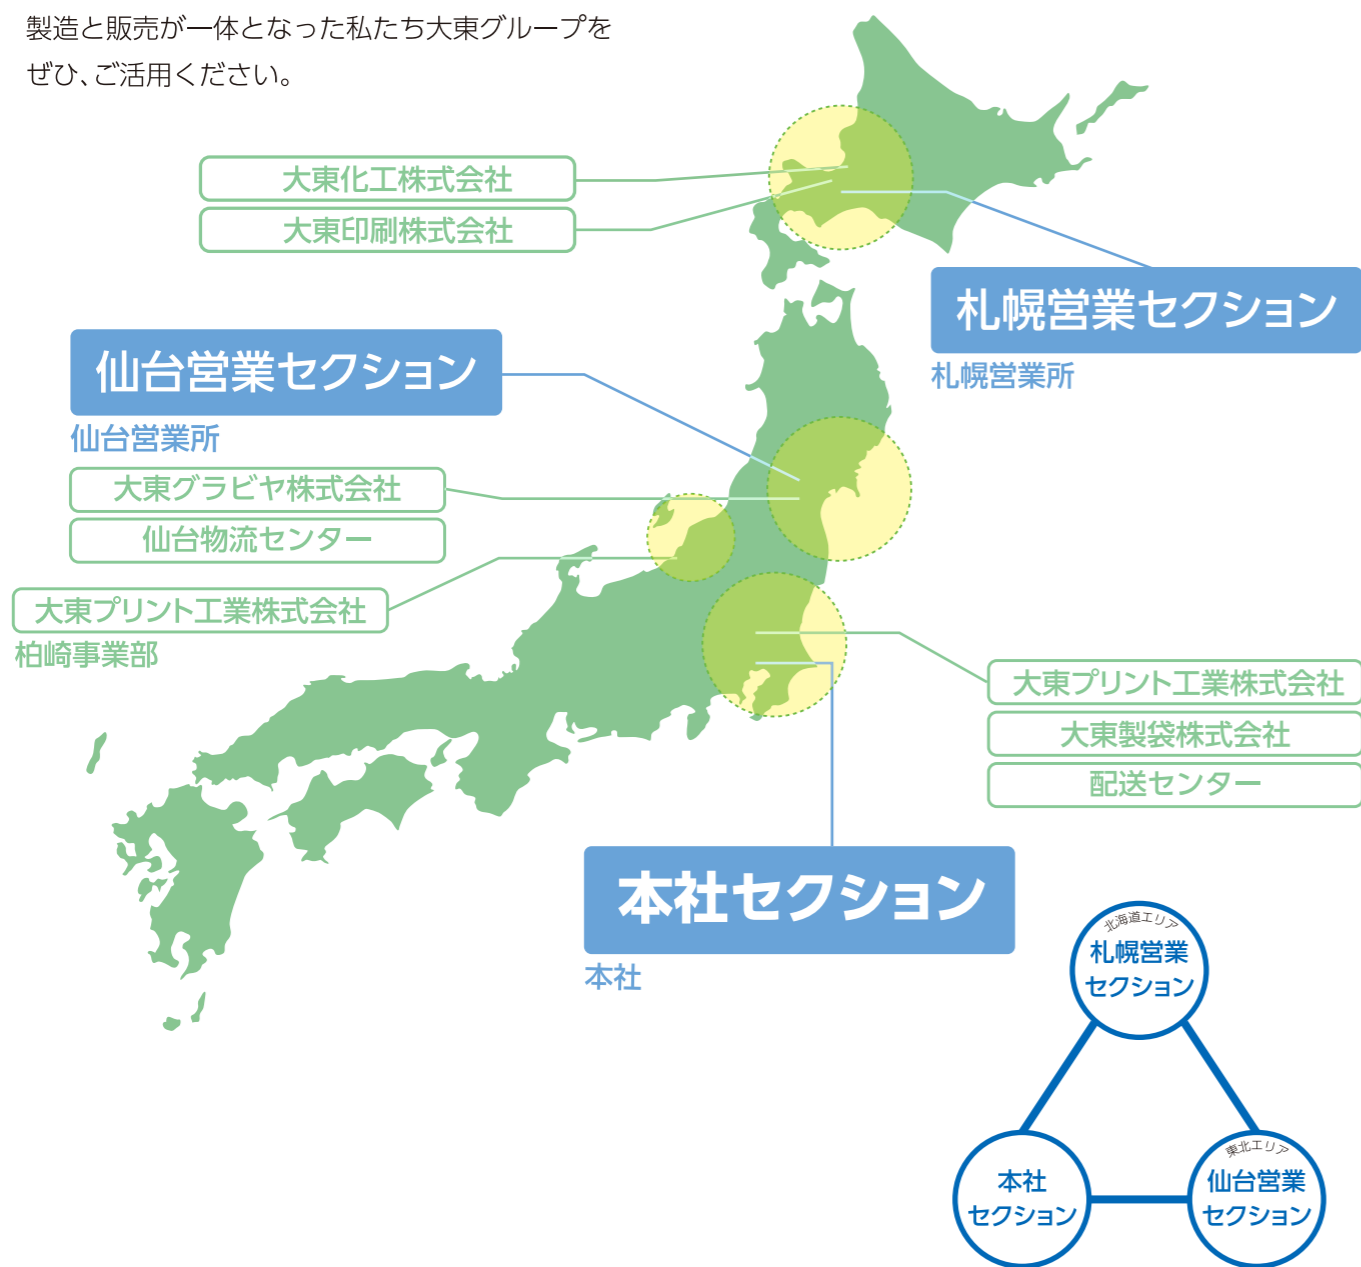 製造と販売が一体となった私たち大東グループを
ぜひ、ご活用ください。
大東化工株式会社
大東印刷株式会社
札幌営業セクション
札幌営業所
仙台営業セクション
仙台営業所
大東グラビヤ株式会社
仙台物流センター
大東プリント工業株式会社
柏崎事業部
大東プリント工業株式会社
大東製袋株式会社
配送センター
本社セクション
本社
北海道エリア
札幌営業
セクション
本社
セクション
東北エリア
仙台営業
セクション